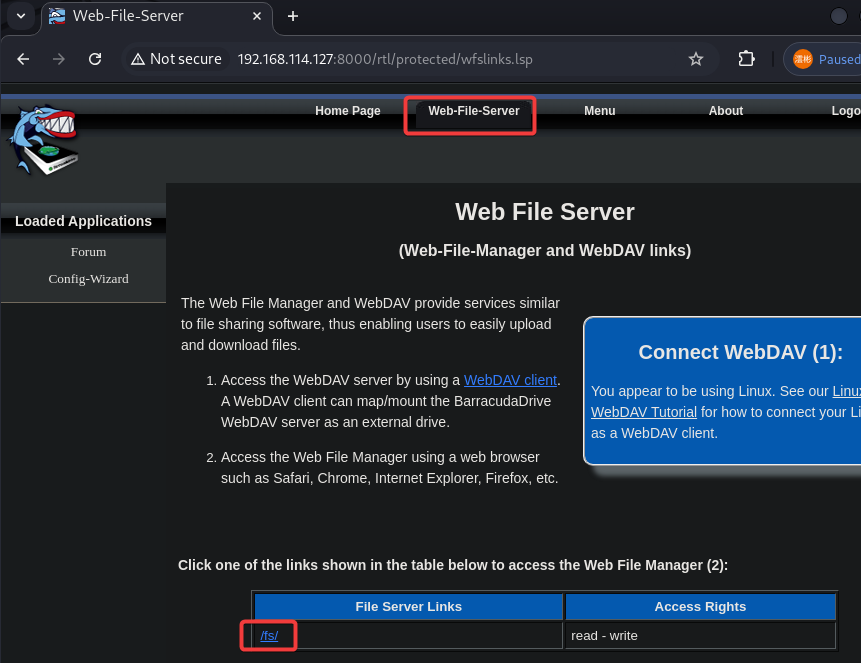 Web-File-Server
Not secure 192.168.114.127:8000/rtl/protected/wfslinks.lsp
Paused
Home Page Web-File-Server Menu About Logo
Loaded Applications
Forum
Config-Wizard
Web File Server
(Web-File-Manager and WebDAV links)
The Web File Manager and WebDAV provide services similar
to file sharing software, thus enabling users to easily upload
and download files.
1. Access the WebDAV server by using a WebDAV client.
A WebDAV client can map/mount the BarracudaDrive
WebDAV server as an external drive.
2. Access the Web File Manager using a web browser
such as Safari, Chrome, Internet Explorer, Firefox, etc.
Connect WebDAV (1):
You appear to be using Linux. See our Linux
WebDAV Tutorial for how to connect your Li
as a WebDAV client.
Click one of the links shown in the table below to access the Web File Manager (2):
File Server Links Access Rights
/fs/ read - write